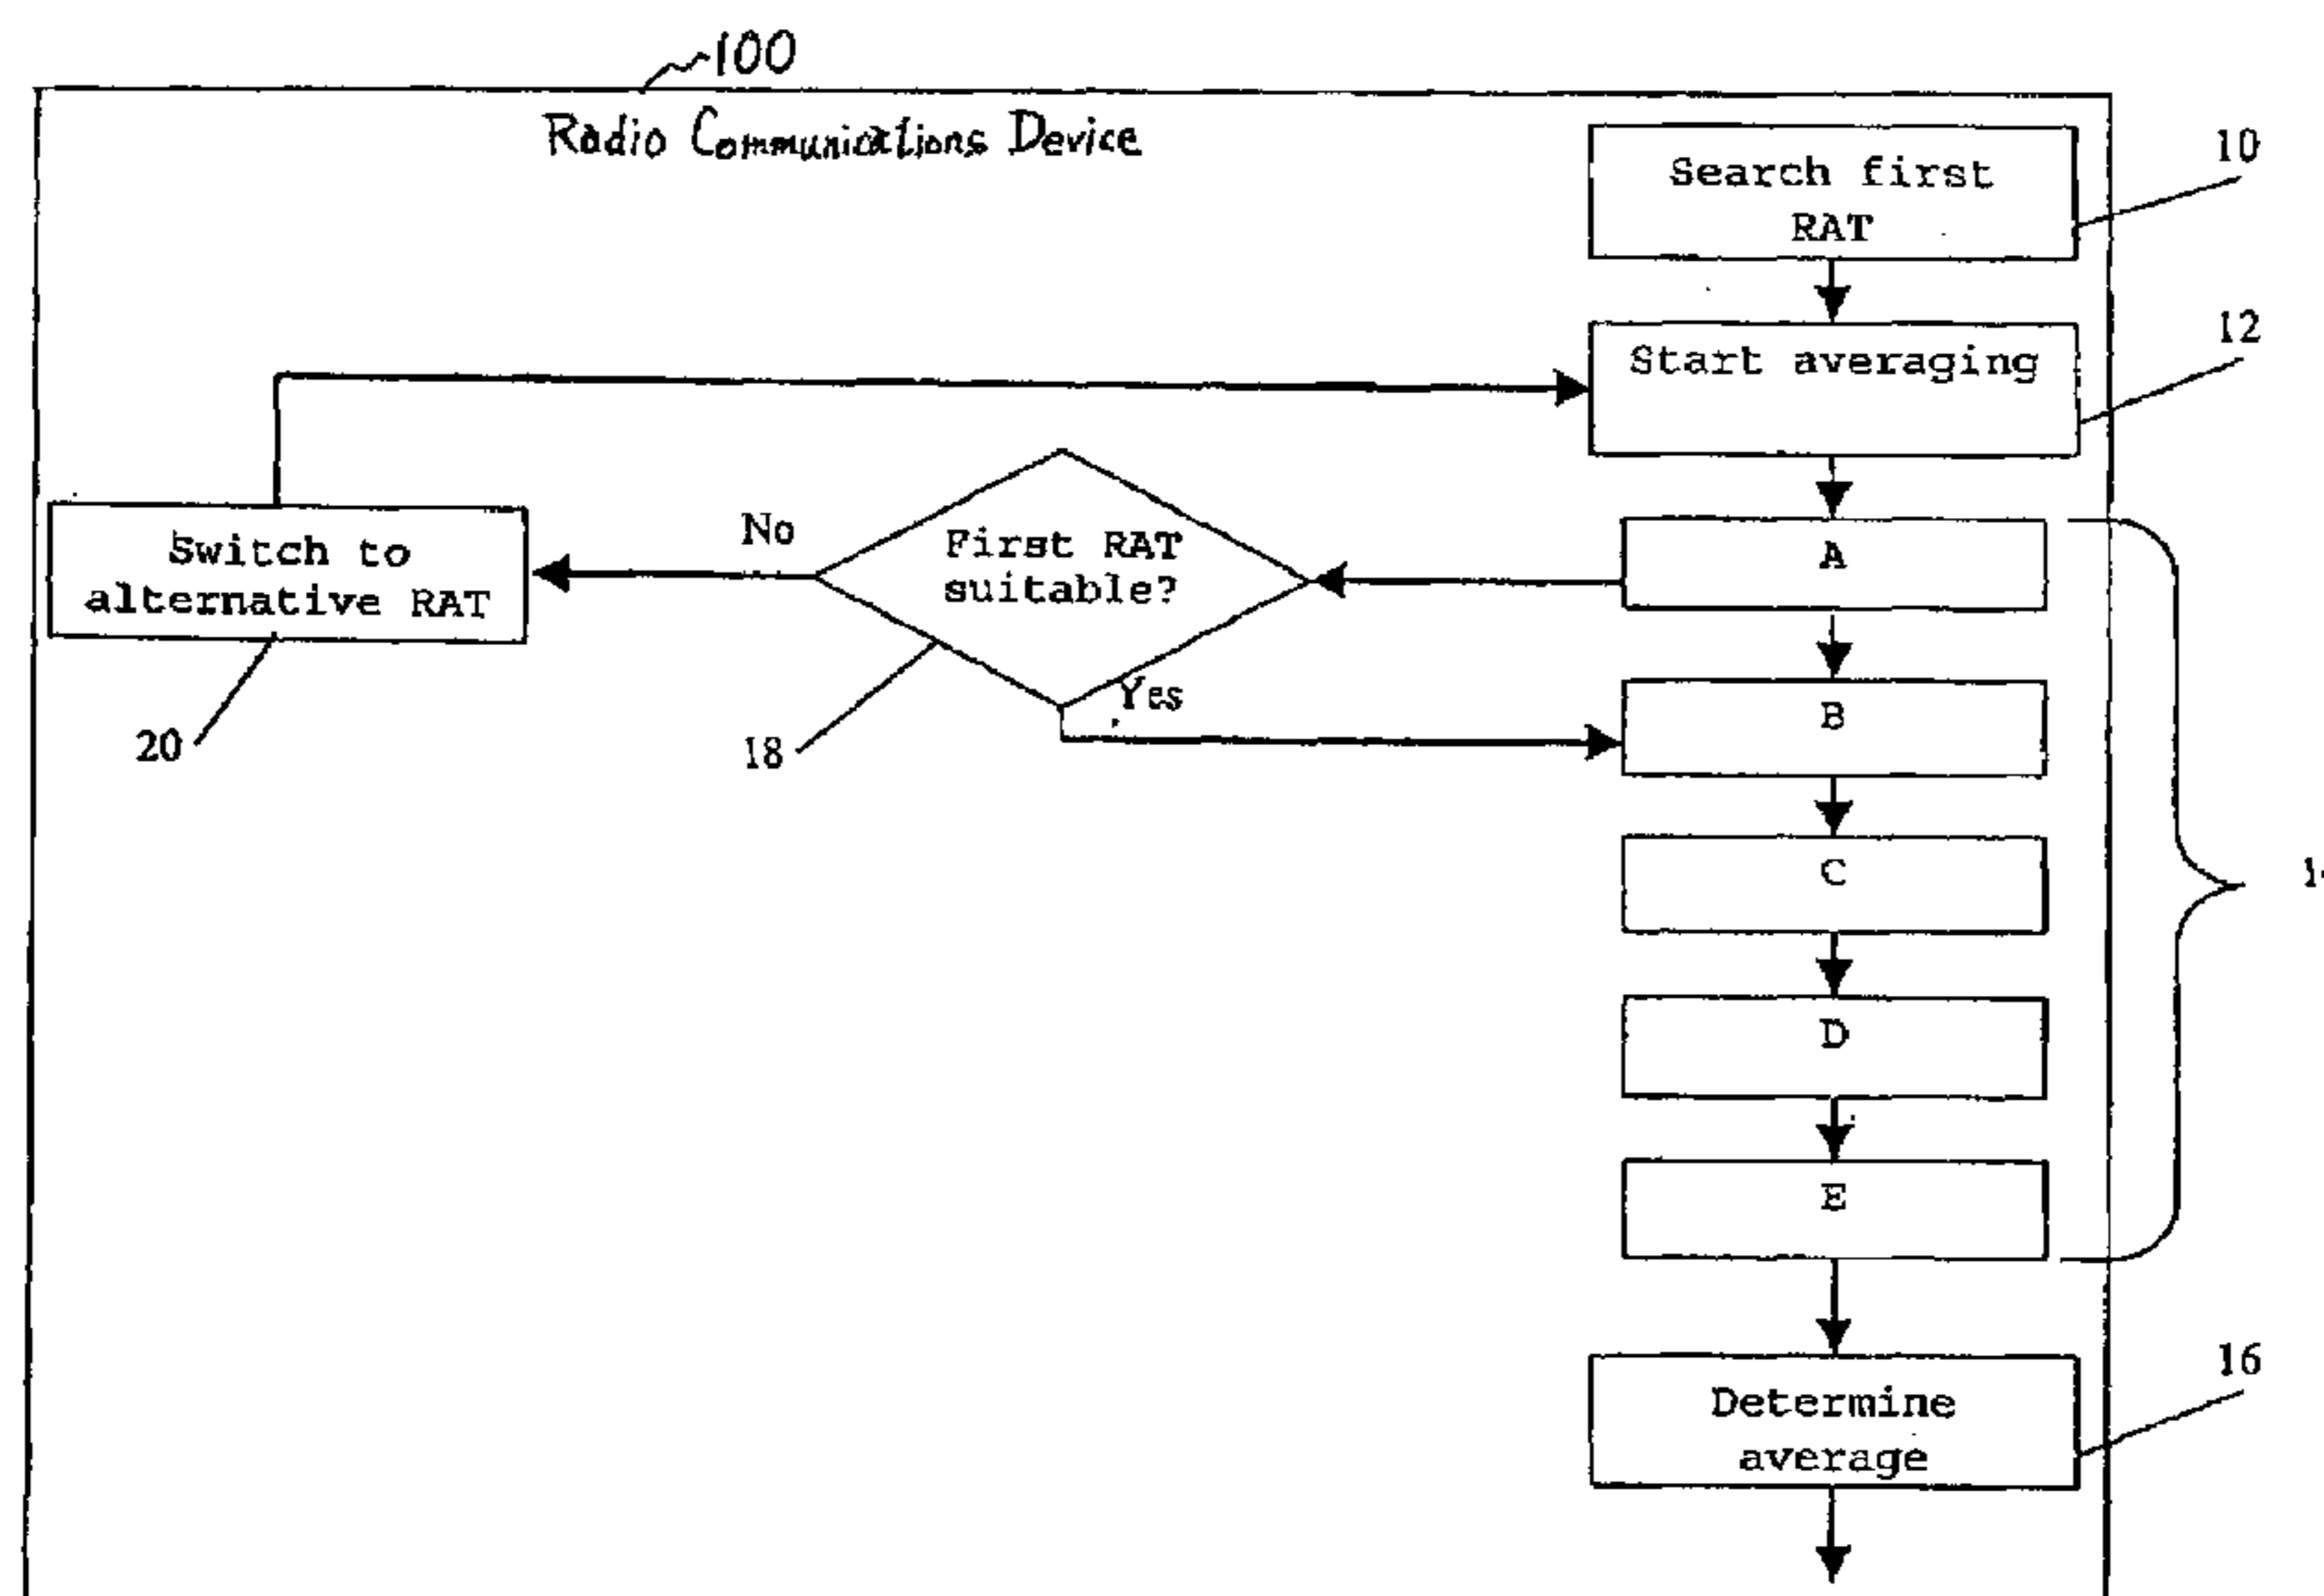 100
Radio Communications Device
Search first
RAT
10
Start averaging
12
No
First RAT
suitable?
A
Switch to
alternative RAT
Yes
B
20
18
C
D
E
Determine
average
16